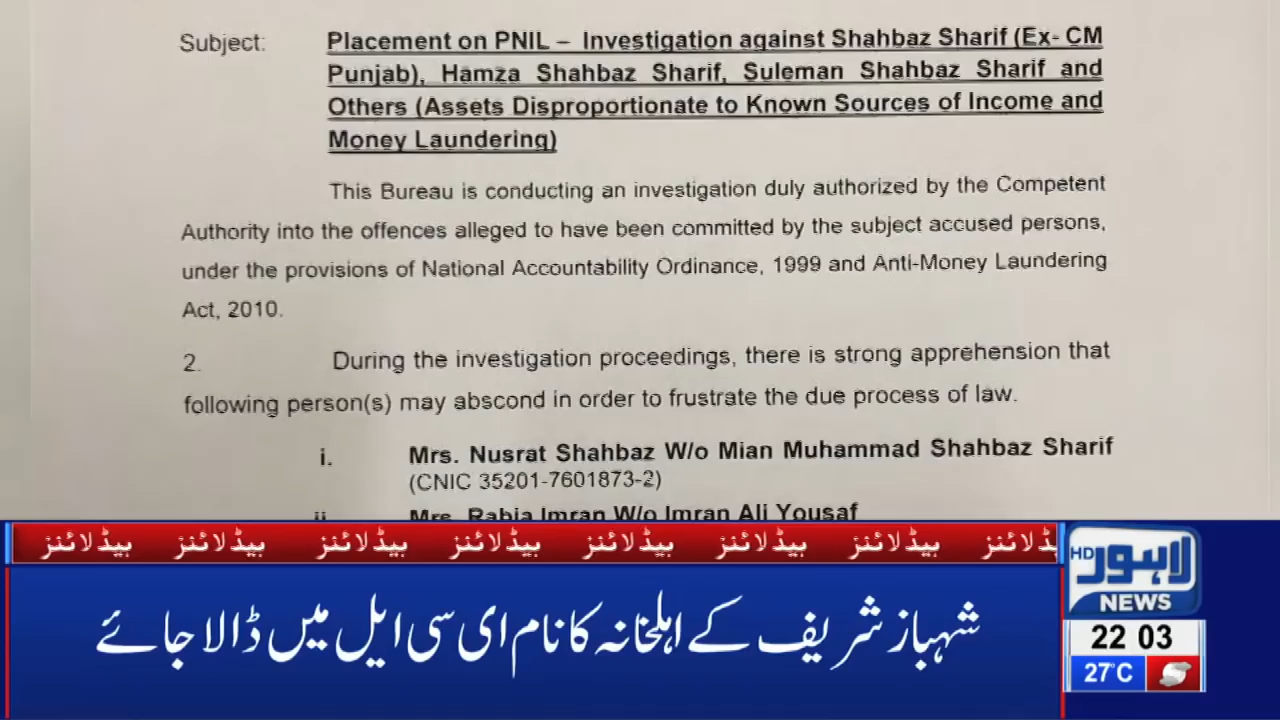 Subject: Placement on PNIL – Investigation against Shahbaz Sharif (Ex- CM
Punjab), Hamza Shahbaz Sharif, Suleman Shahbaz Sharif and
Others (Assets Disproportionate to Known Sources of Income and
Money Laundering)
This Bureau is conducting an investigation duly authorized by the Competent
Authority into the offences alleged to have been committed by the subject accused persons,
under the provisions of National Accountability Ordinance, 1999 and Anti-Money Laundering
Act, 2010.
2. During the investigation proceedings, there is strong apprehension that
following person(s) may abscond in order to frustrate the due process of law.
i. Mrs. Nusrat Shahbaz W/o Mian Muhammad Shahbaz Sharif
(CNIC 35201-7601873-2)
ii Mrs. Rabia Imran W/o Imran Ali Yousaf
ہیڈلائنز ہیڈلائنز ہیڈلائنز ہیڈلائنز ہیڈلائنز ہیڈلائنز ہیڈلائنز ہیڈلائنز
شہباز شریف کے اہلخانہ کا نام ای سی ایل میں ڈالا جائے
HD لاہور
NEWS
22 03
27°C